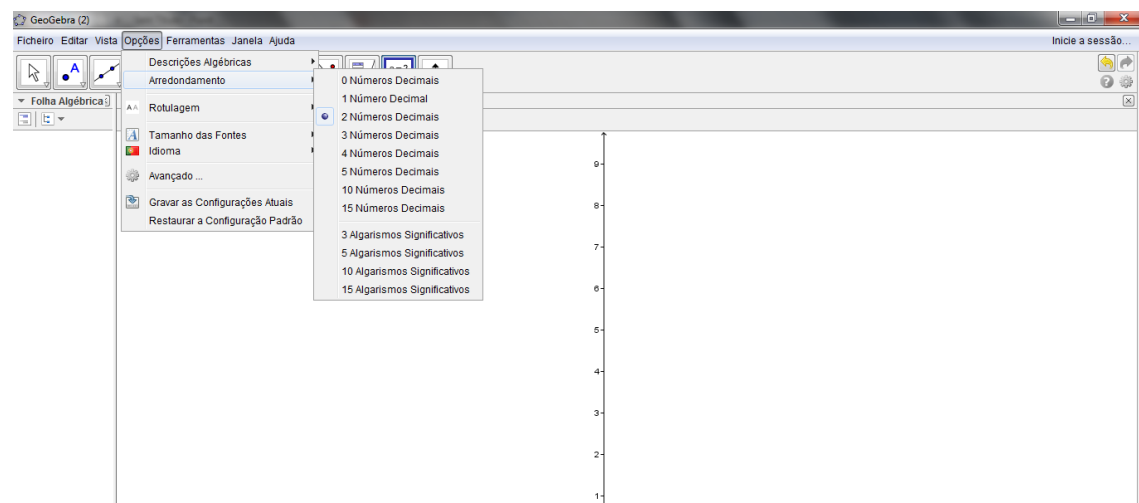 GeoGebra (2)
Ficheiro Editar Vista Opções Ferramentas Janela Ajuda
Inicie a sessão...
A
Folha Algébrica
Descrições Algébricas
Arredondamento
Rotulagem
Tamanho das Fontes
Idioma
Avançado ...
Gravar as Configurações Atuais
Restaurar a Configuração Padrão
0 Números Decimais
1 Número Decimal
2 Números Decimais
3 Números Decimais
4 Números Decimais
5 Números Decimais
10 Números Decimais
15 Números Decimais
3 Algarismos Significativos
5 Algarismos Significativos
10 Algarismos Significativos
15 Algarismos Significativos
9
8
7
6
5
4
3
2
1